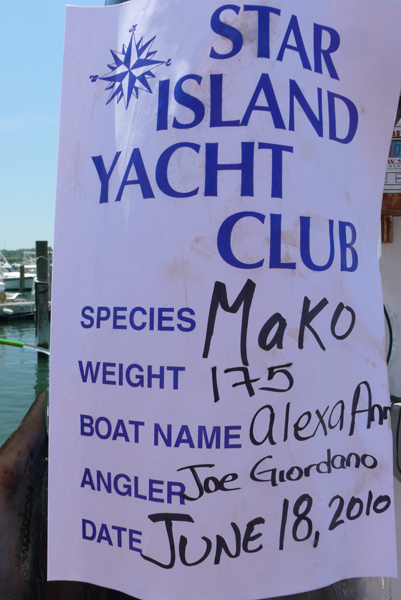 STAR
ISLAND
YACHT
CLUB
SPECIES Mako
WEIGHT 175
BOAT NAME alexa Ann
ANGLER Joe Giordano
DATE JUNE 18, 2010